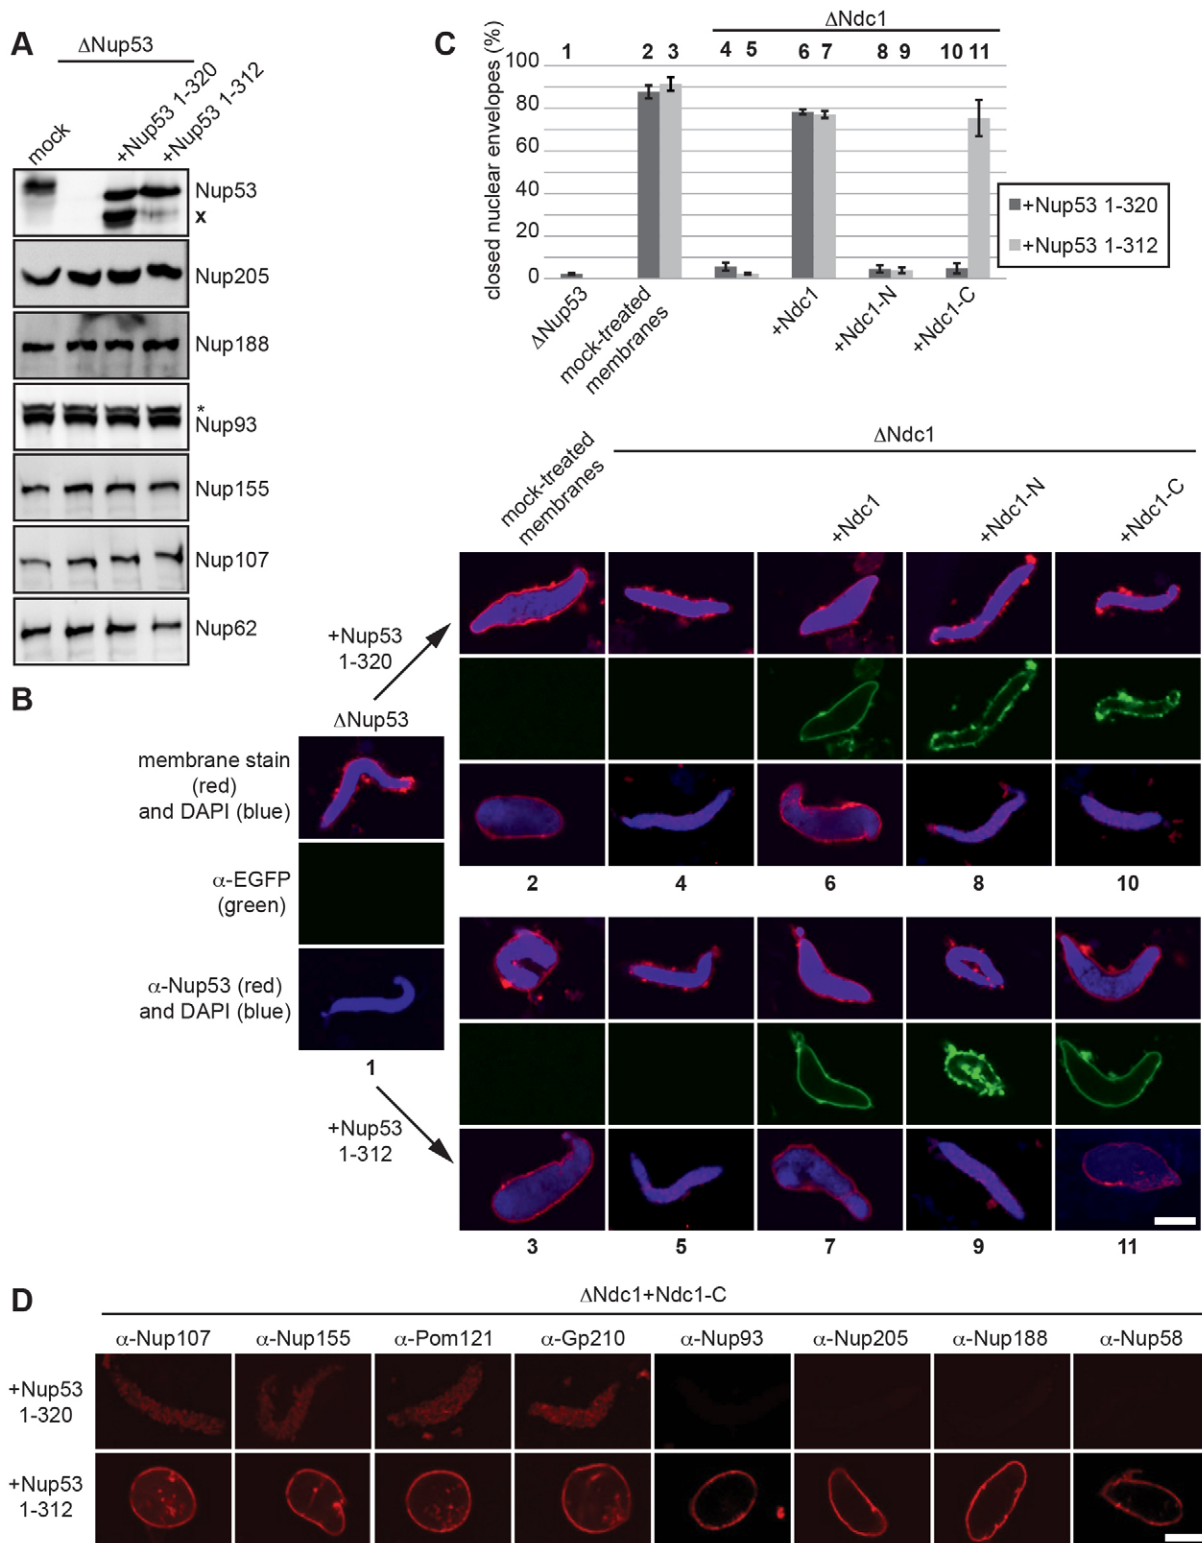 A
ΔNup53
mock
+Nup53 1-320
+Nup53 1-312
Nup53
x
Nup205
Nup188
*
Nup93
Nup155
Nup107
Nup62
C
ΔNdc1
1 2 3 4 5 6 7 8 9 10 11
closed nuclear envelopes (%)
100
80
60
40
20
0
ΔNup53
mock-treated
membranes
+Ndc1
+Ndc1-N
+Ndc1-C
+Nup53 1-320
+Nup53 1-312
B
ΔNdc1
mock-treated
membranes
+Ndc1
+Ndc1-N
+Ndc1-C
+Nup53
1-320
ΔNup53
membrane stain
(red)
and DAPI (blue)
α-EGFP
(green)
α-Nup53 (red)
and DAPI (blue)
1
2 4 6 8 10
+Nup53
1-312
3 5 7 9 11
D
ΔNdc1+Ndc1-C
α-Nup107 α-Nup155 α-Pom121 α-Gp210 α-Nup93 α-Nup205 α-Nup188 α-Nup58
+Nup53
1-320
+Nup53
1-312